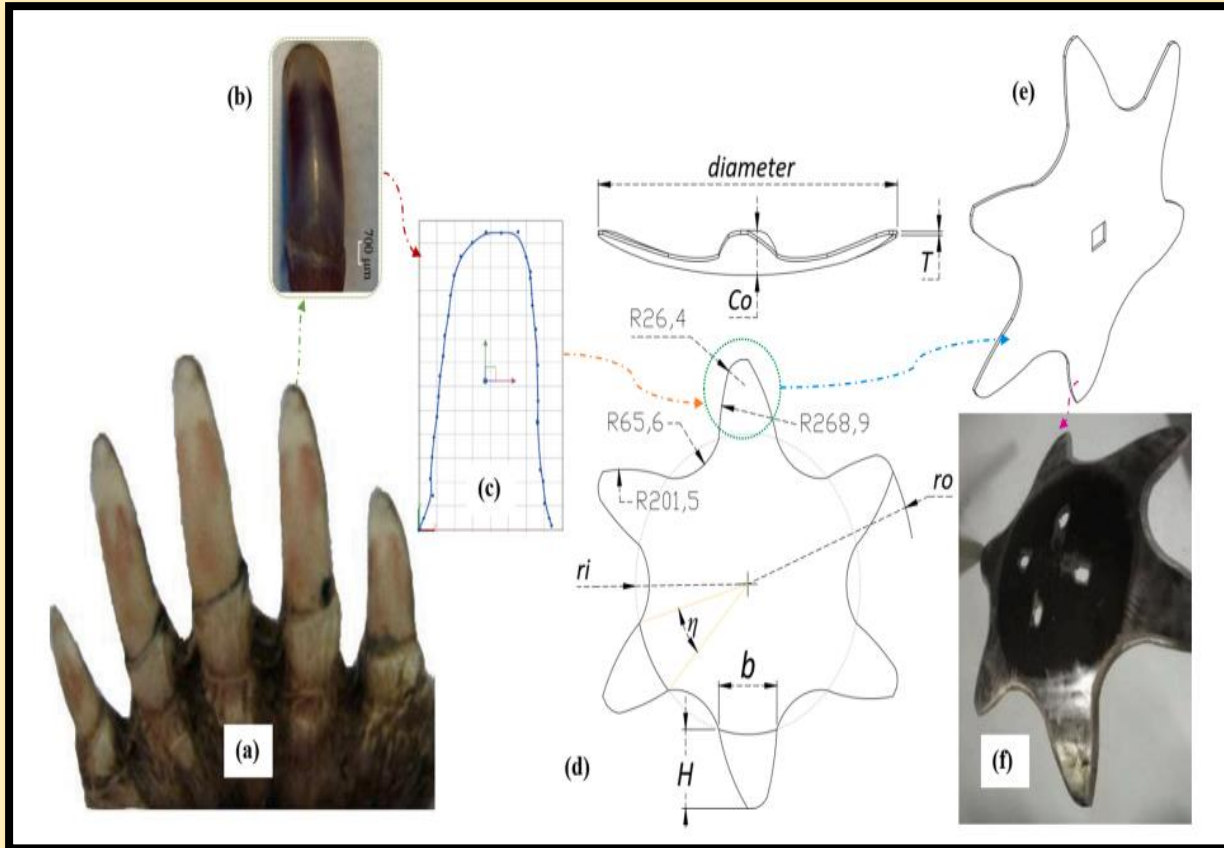 (b)
700 µm
(e)
diameter
T
Co
R26,4
R65,6
R268,9
(c)
R201,5
ro
ri
η
b
(a)
H
(d)
(f)